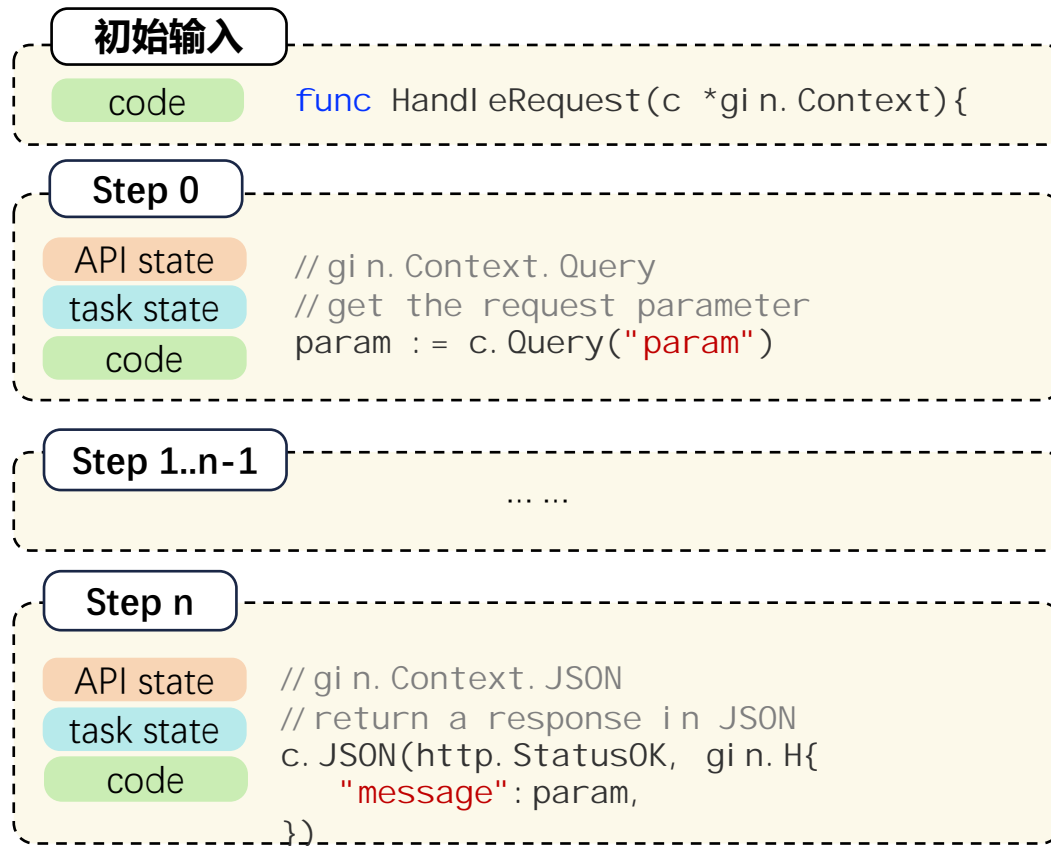 初始输入
code func HandleRequest(c *gin.Context){
Step 0
API state //gin.Context.Query
task state //get the request parameter
code param := c.Query("param")
Step 1..n-1
... ...
Step n
API state //gin.Context.JSON
task state //return a response in JSON
code c.JSON(http.StatusOK, gin.H{
"message":param,
})